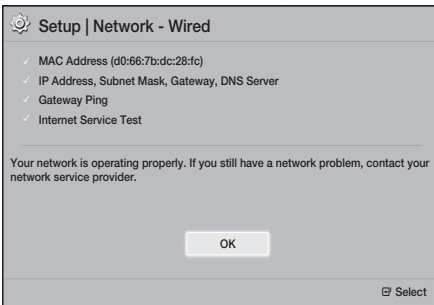 Setup | Network - Wired
MAC Address (d0:66:7b:dc:28:fc)
IP Address, Subnet Mask, Gateway, DNS Server
Gateway Ping
Internet Service Test
Your network is operating properly. If you still have a network problem, contact your
network service provider.
OK
Select